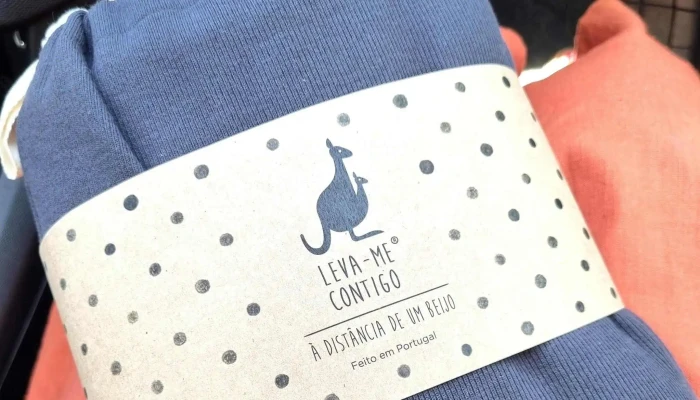 LEVA-ME®
CONTIGO
À DISTÂNCIA DE UM BEIJO
Feito em Portugal